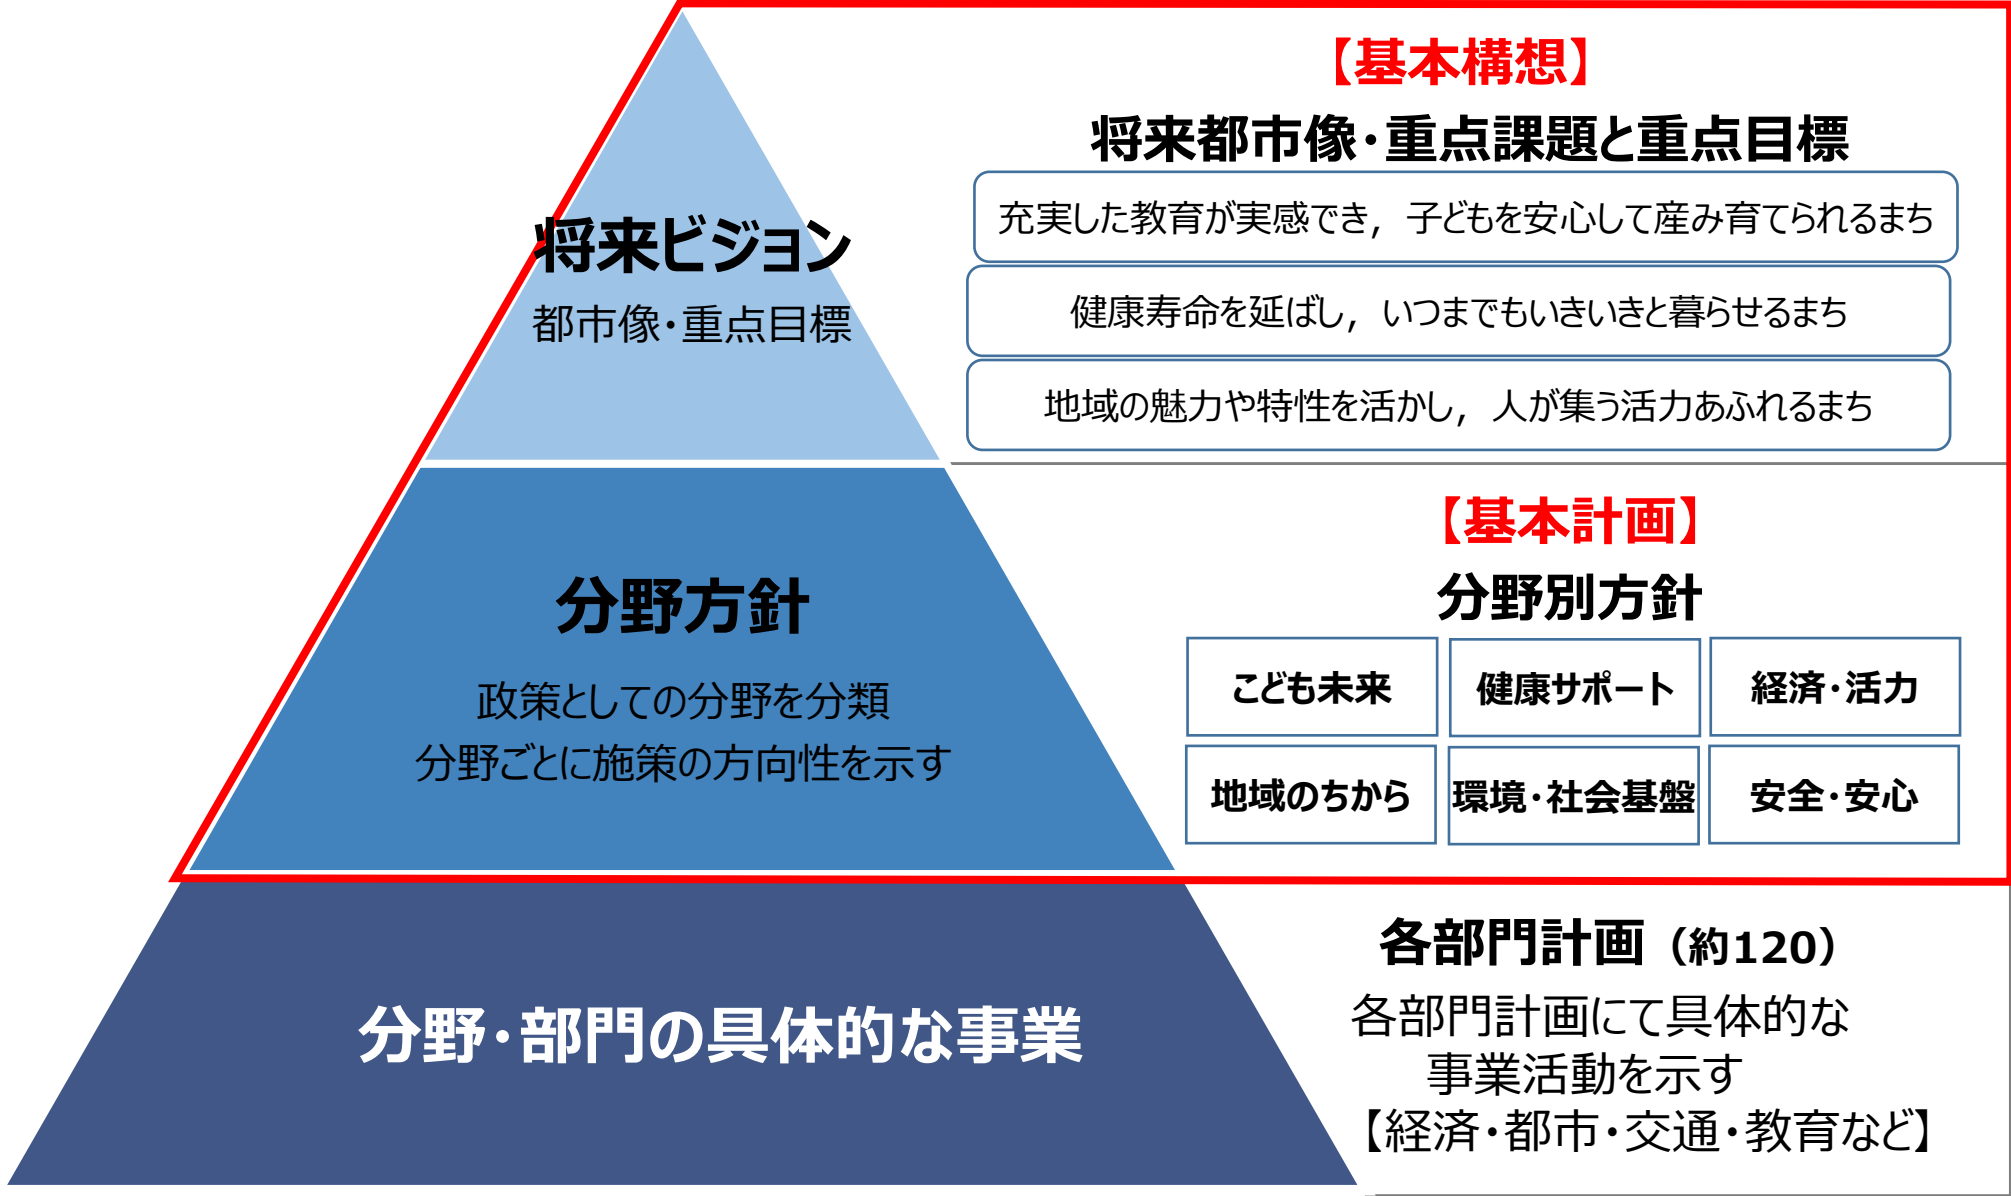 【基本構想】
将来都市像・重点課題と重点目標
充実した教育が実感でき，子どもを安心して産み育てられるまち
健康寿命を延ばし，いつまでもいきいきと暮らせるまち
地域の魅力や特性を活かし，人が集う活力あふれるまち
将来ビジョン
都市像・重点目標
【基本計画】
分野別方針
こども未来
健康サポート
経済・活力
地域のちから
環境・社会基盤
安全・安心
分野方針
政策としての分野を分類
分野ごとに施策の方向性を示す
各部門計画（約120）
各部門計画にて具体的な
事業活動を示す
【経済・都市・交通・教育など】
分野・部門の具体的な事業